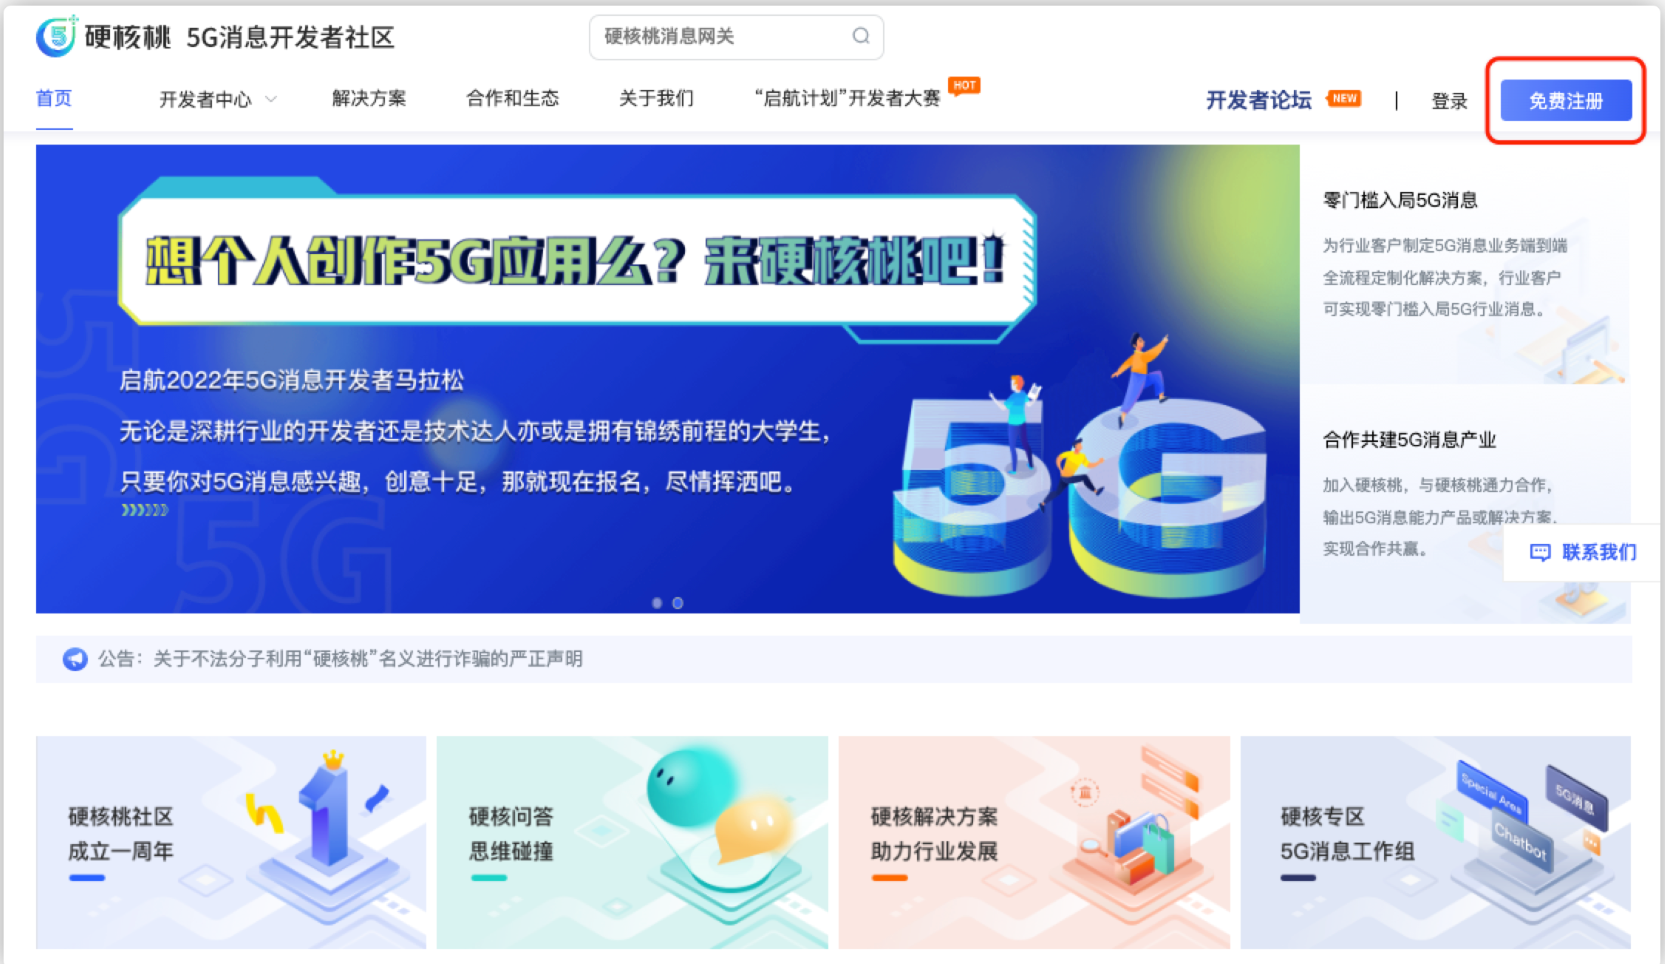 硬核桃 5G消息开发者社区
硬核桃消息网关
首页
开发者中心
解决方案
合作和生态
关于我们
“启航计划”开发者大赛
HOT
开发者论坛
NEW
|
登录
免费注册
想个人创作5G应用么？来硬核桃吧！
启航2022年5G消息开发者马拉松
无论是深耕行业的开发者还是技术达人亦或是拥有锦绣前程的大学生，
只要你对5G消息感兴趣，创意十足，那就现在报名，尽情挥洒吧。
5G
零门槛入局5G消息
为行业客户制定5G消息业务端到端
全流程定制化解决方案，行业客户
可实现零门槛入局5G行业消息。
合作共建5G消息产业
加入硬核桃，与硬核桃通力合作，
输出5G消息能力产品或解决方案，
实现合作共赢。
联系我们
公告：关于不法分子利用“硬核桃”名义进行诈骗的严正声明
硬核桃社区
成立一周年
1
硬核问答
思维碰撞
硬核解决方案
助力行业发展
硬核专区
5G消息工作组
Special Area
5G消息
Chatbot